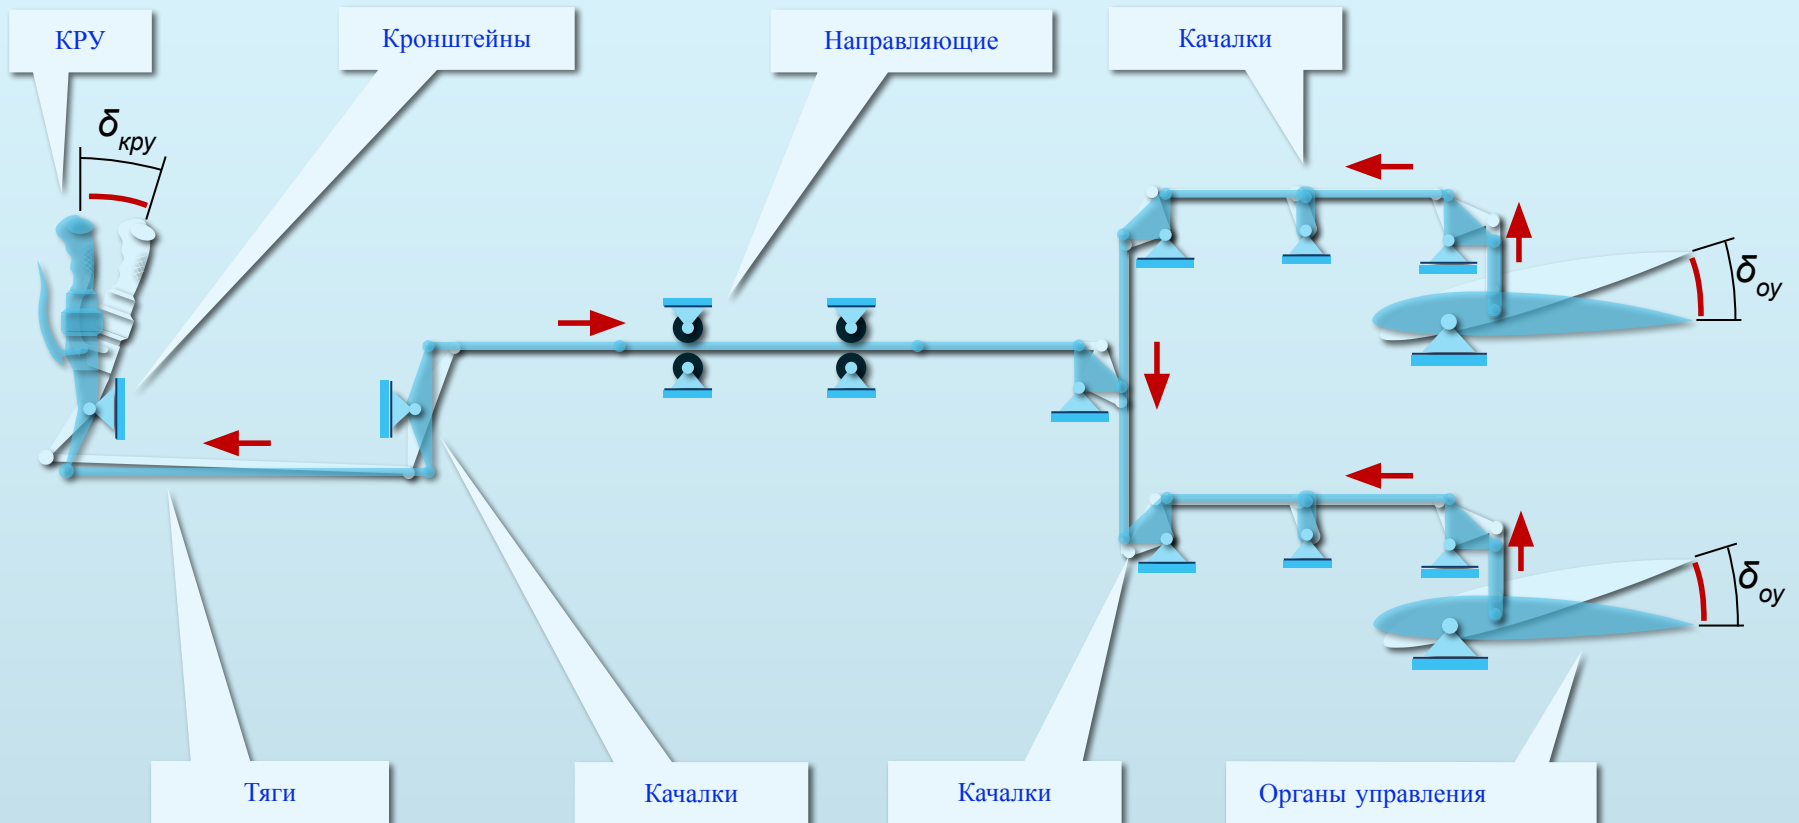 КРУ
Кронштейны
Направляющие
Качалки
δкру
δоу
δоу
Тяги
Качалки
Качалки
Органы управления